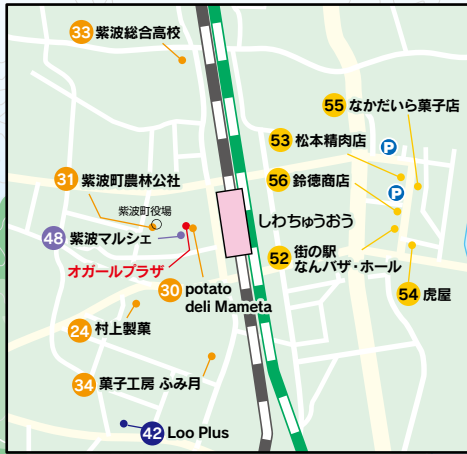 33 紫波総合高校
55 なかだいら菓子店
53 松本精肉店
P
31 紫波町農林公社
56 鈴徳商店
P
紫波町役場
しわちゅうおう
48 紫波マルシェ
52 街の駅
なんバザ・ホール
オガールプラザ
30 potato
deli Mameta
54 虎屋
24 村上製菓
34 菓子工房 ふみ月
42 Loo Plus